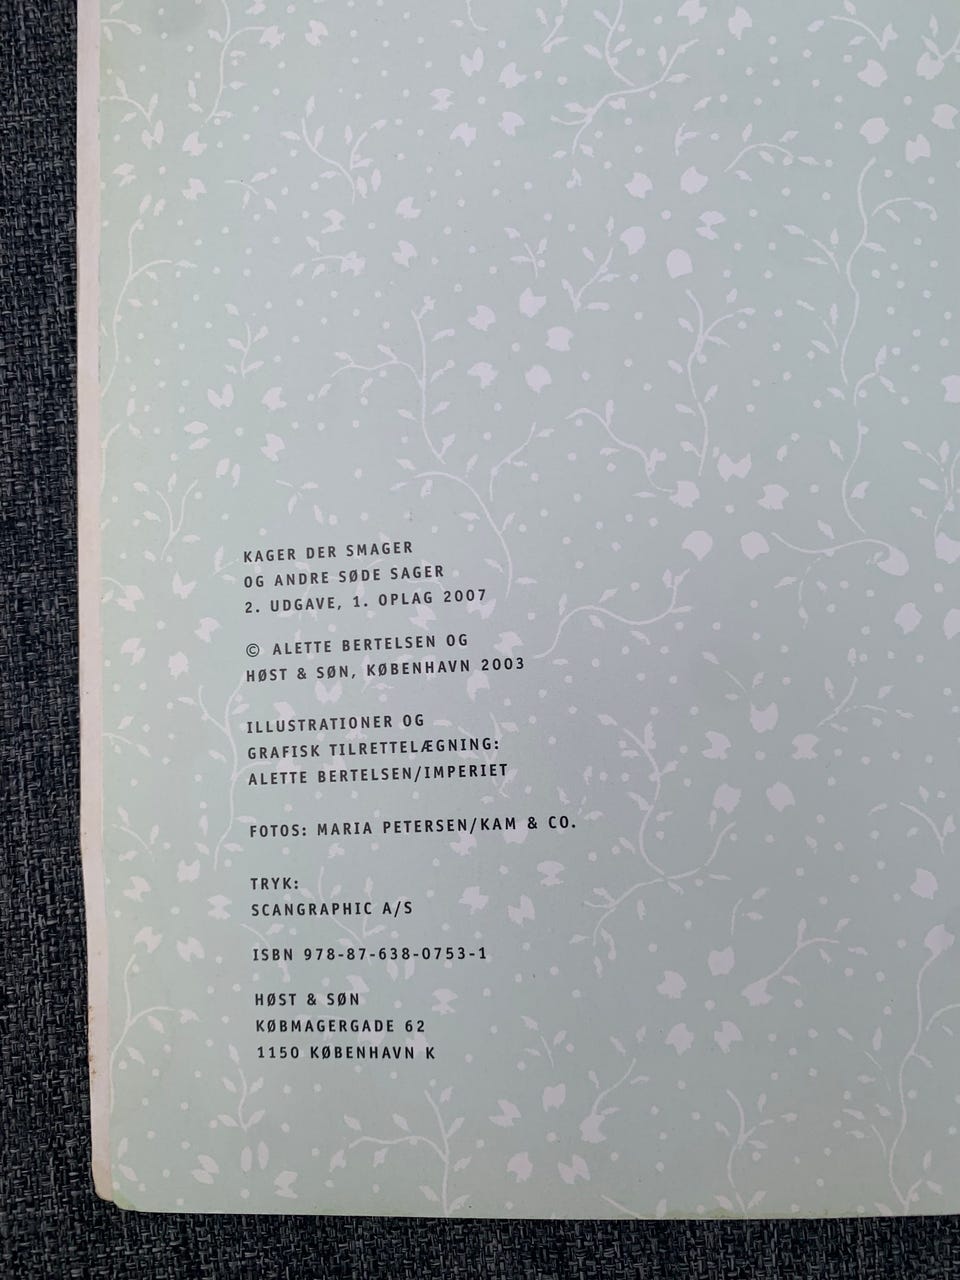 KAGER DER SMAGER
OG ANDRE SØDE SAGER
2. UDGAVE, 1. OPLAG 2007
© ALETTE BERTELSEN OG
HØST & SØN, KØBENHAVN 2003
ILLUSTRATIONER OG
GRAFISK TILRETTELÆGNING:
ALETTE BERTELSEN/IMPERIET
FOTOS: MARIA PETERSEN/KAM & CO.
TRYK:
SCANGRAPHIC A/S
ISBN 978-87-638-0753-1
HØST & SØN
KØBMAGERGADE 62
1150 KØBENHAVN K